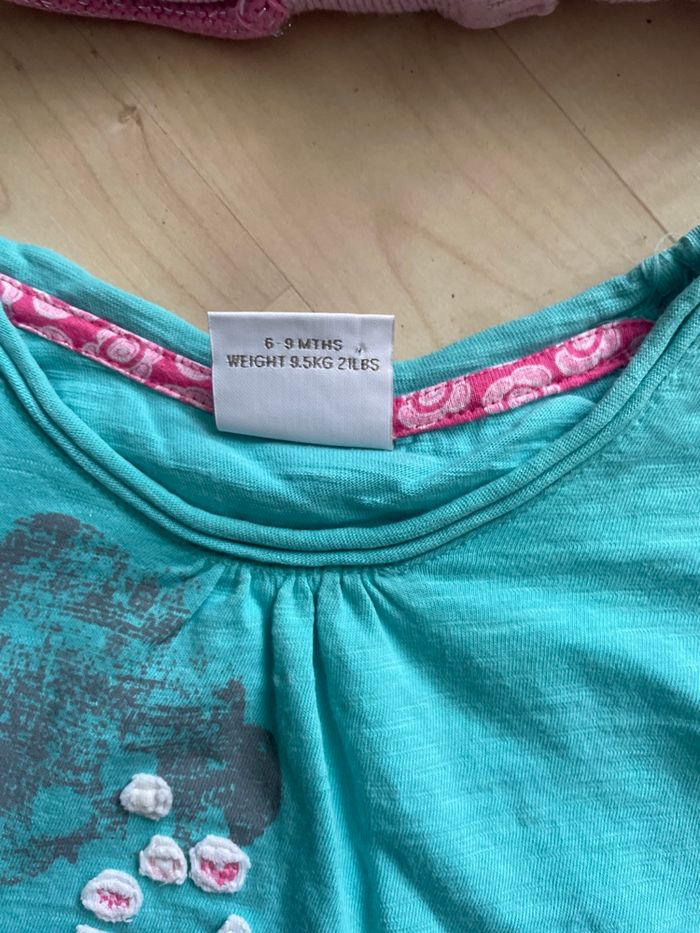 6-9 MTHS
WEIGHT 9.5KG 21LBS